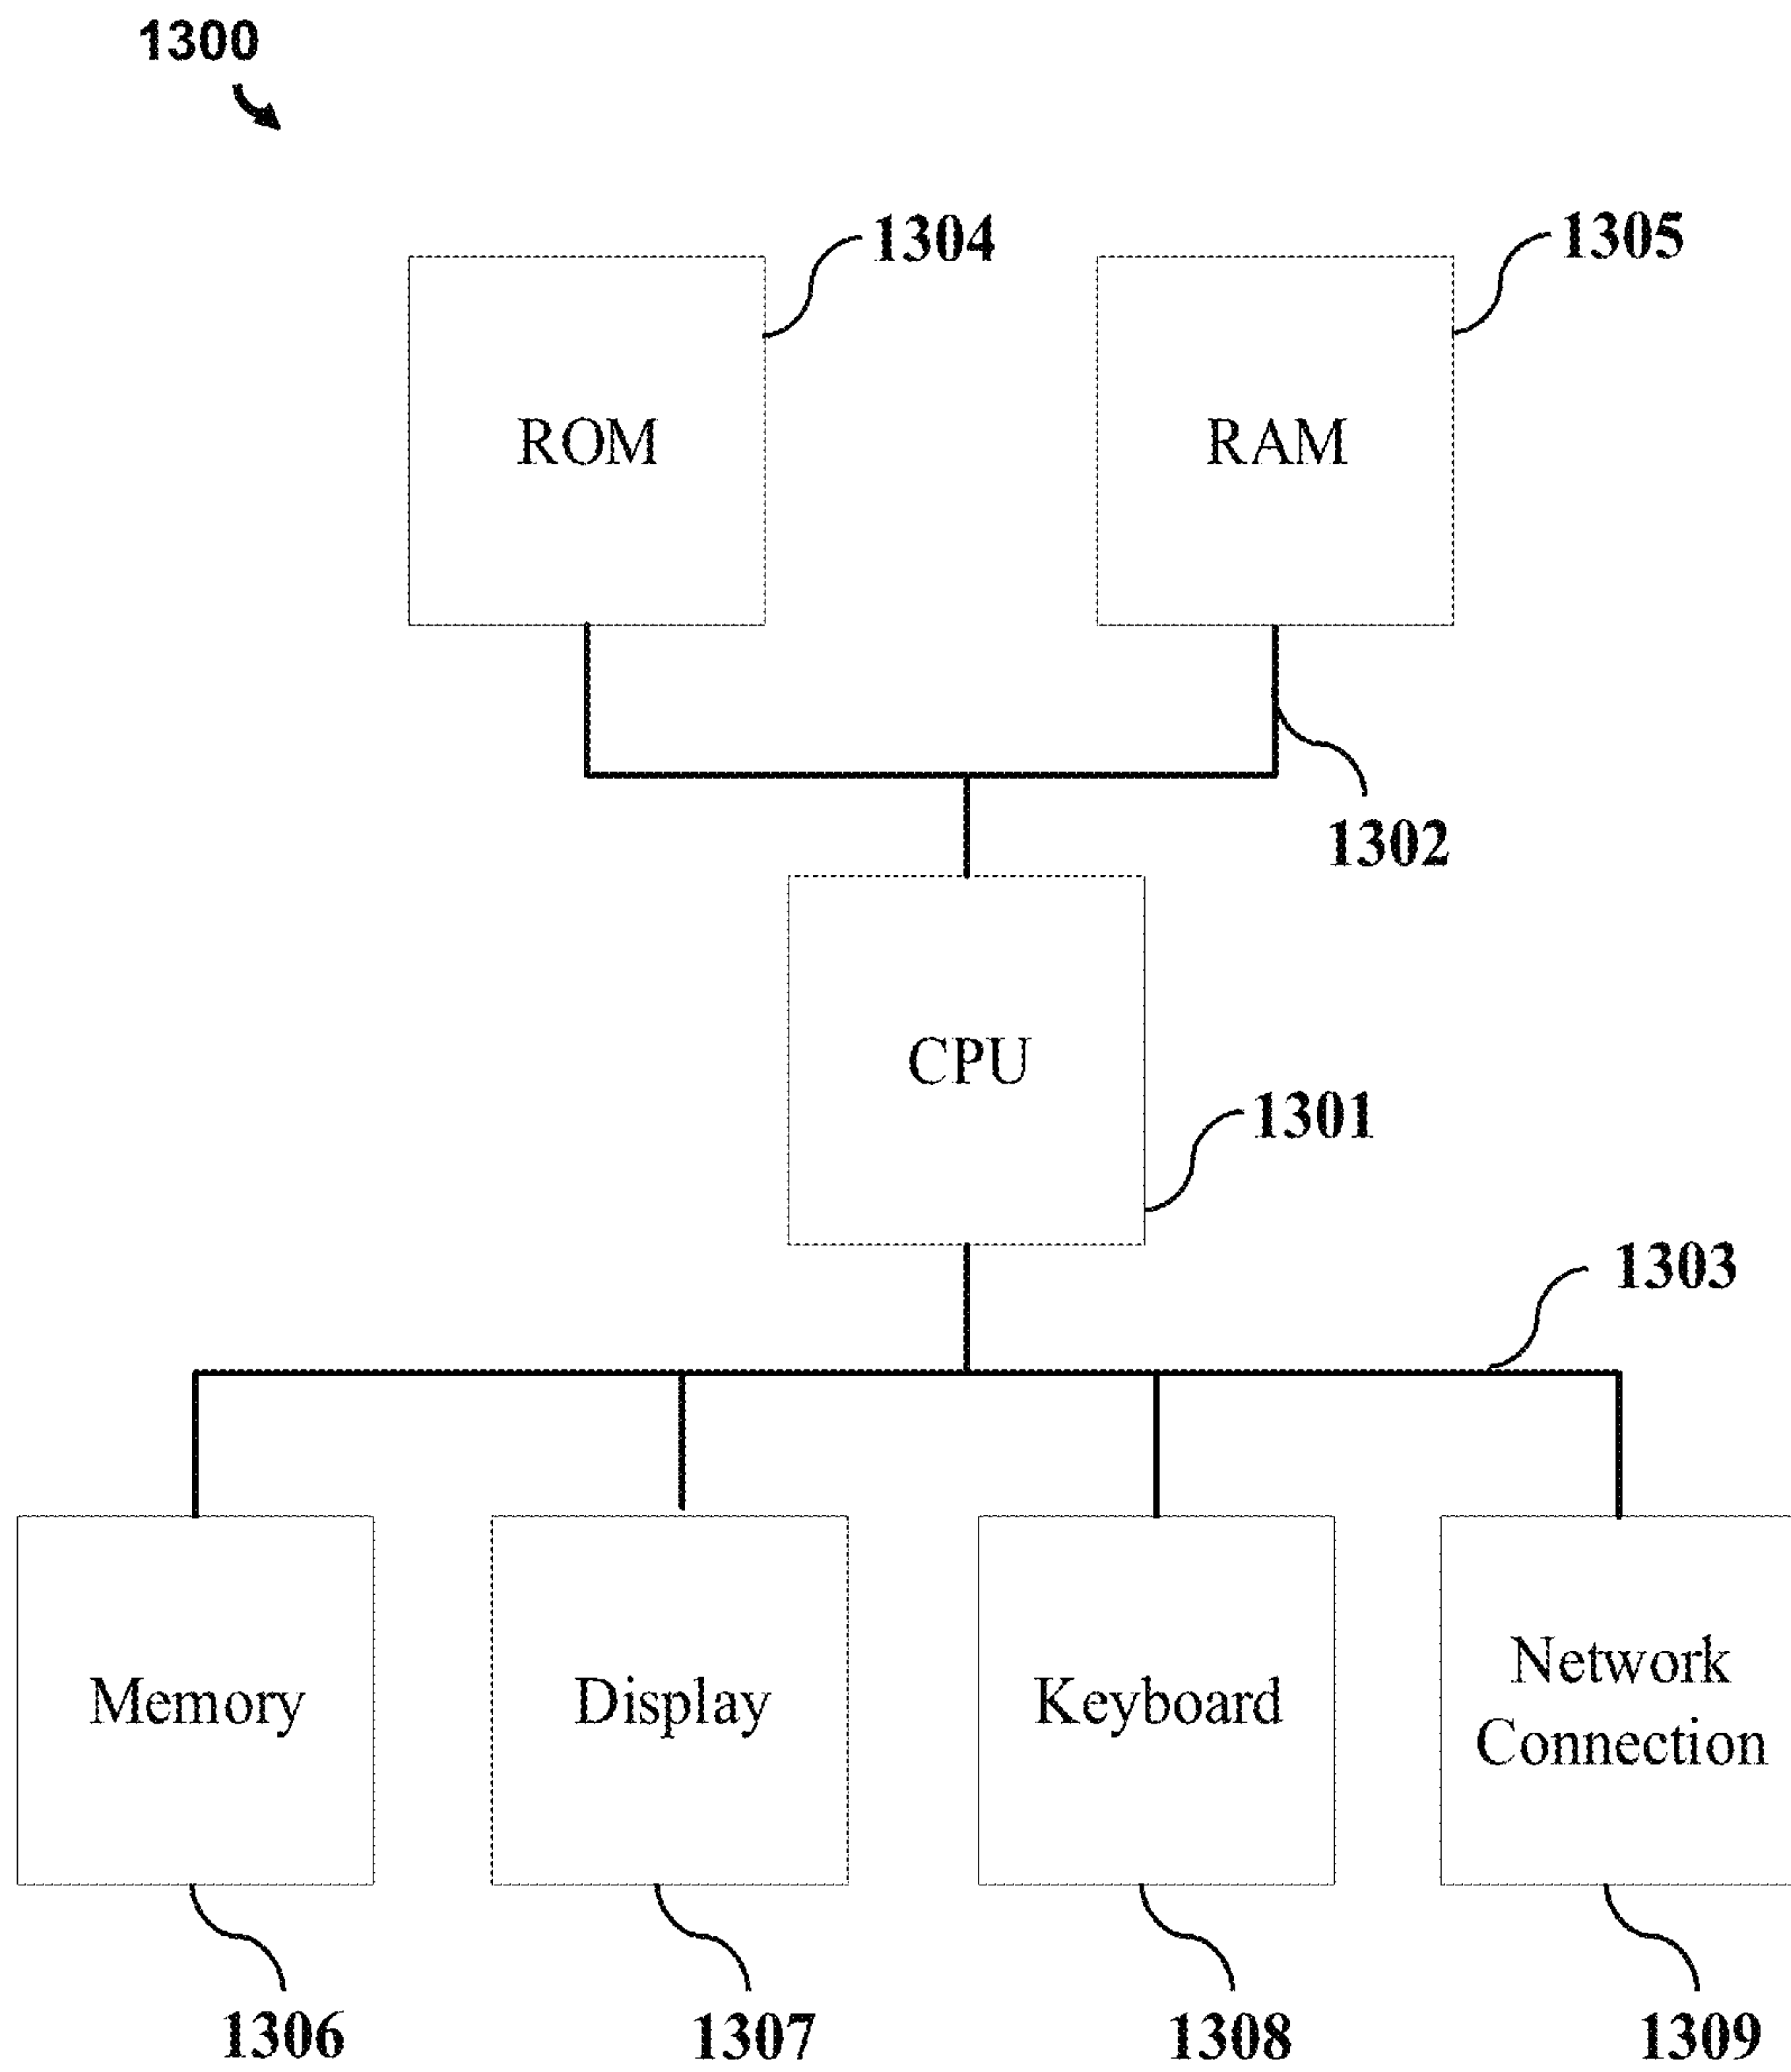 1300
1304
1305
ROM
RAM
1302
CPU
1301
1303
Memory
Display
Keyboard
Network
Connection
1306
1307
1308
1309